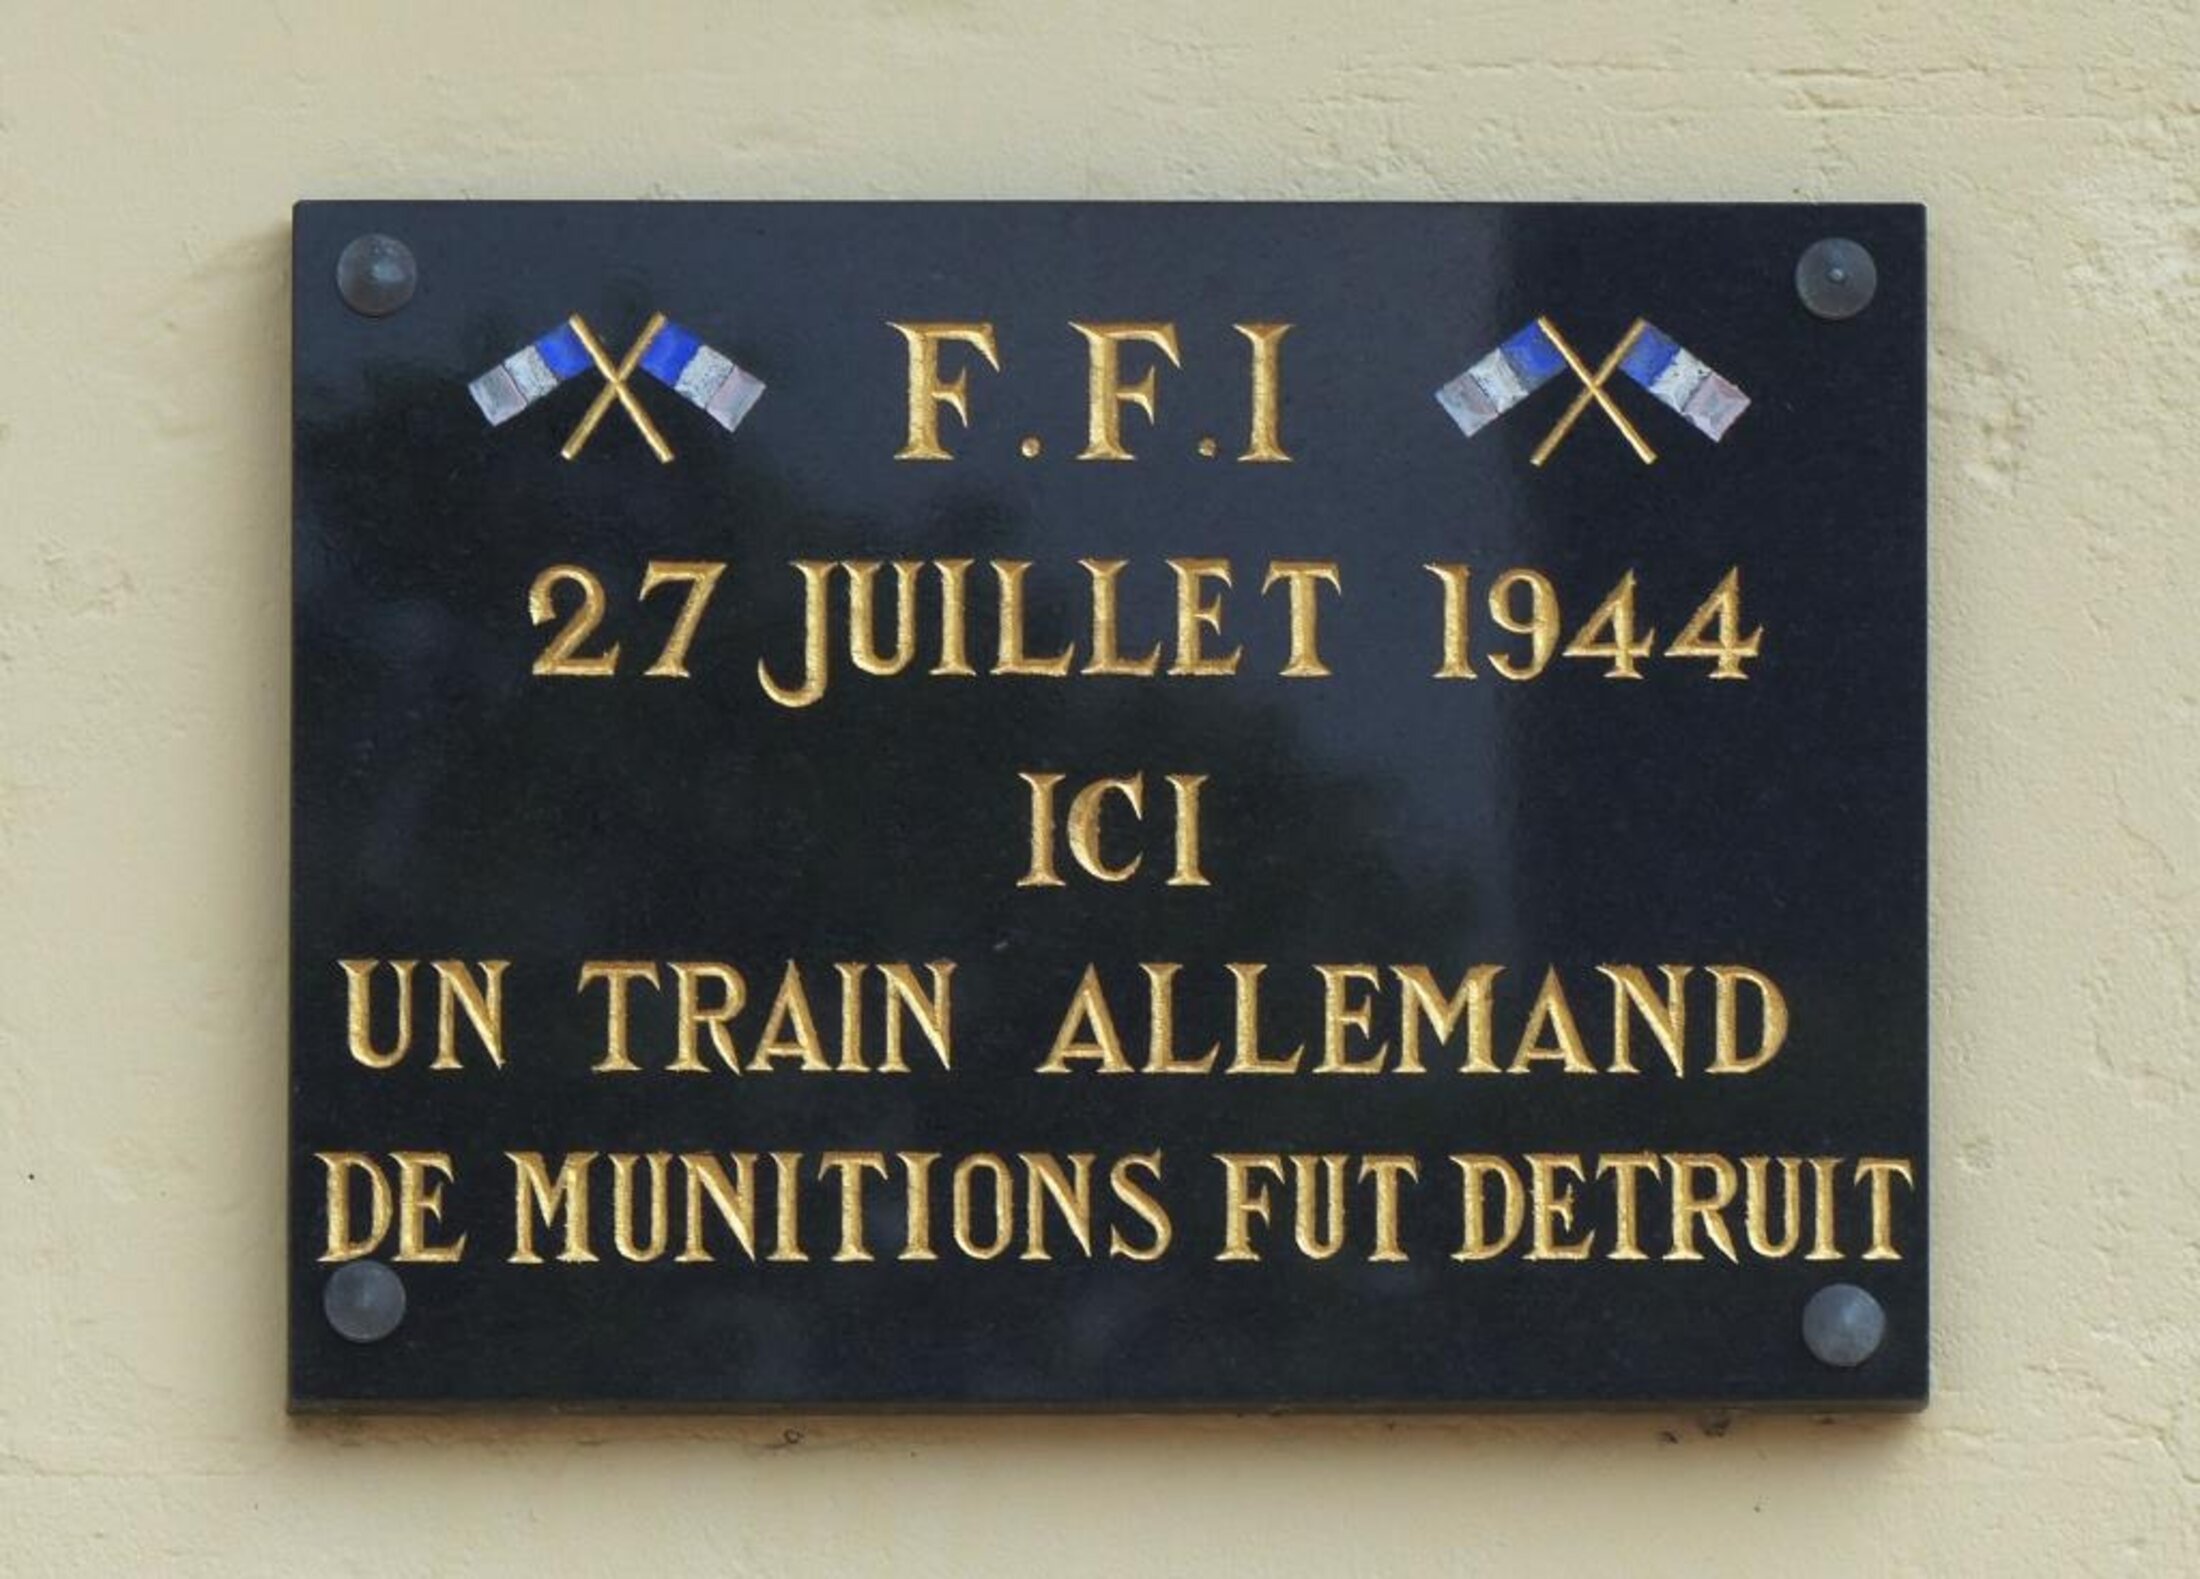 F.F.I
27 JUILLET 1944
ICI
UN TRAIN ALLEMAND
DE MUNITIONS FUT DETRUIT